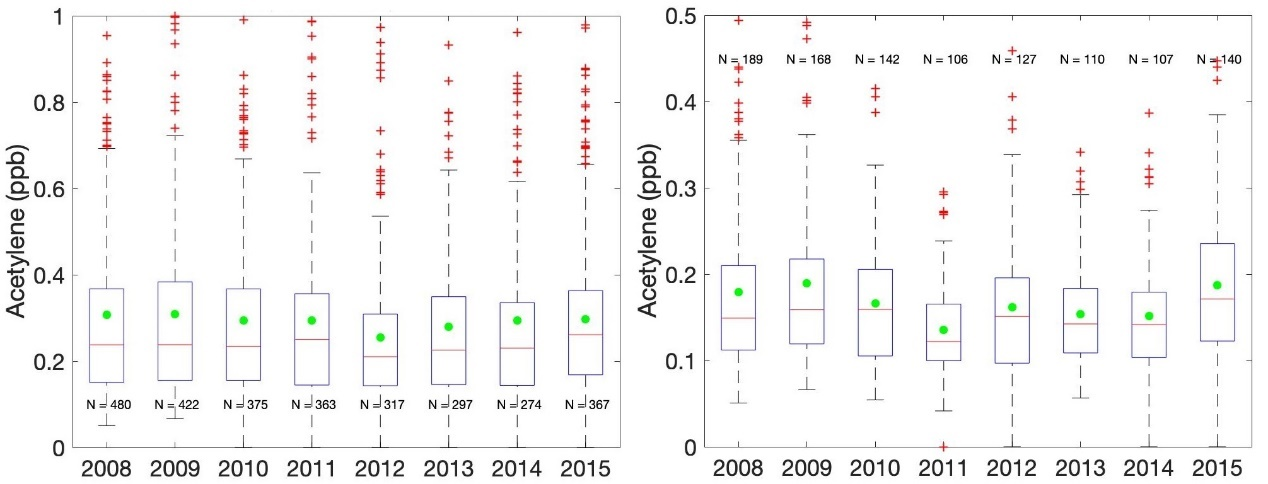 Acetylene (ppb)
1
0.8
0.6
0.4
0.2
0
N = 480 N = 422 N = 375 N = 363 N = 317 N = 297 N = 274 N = 367
2008 2009 2010 2011 2012 2013 2014 2015
Acetylene (ppb)
0.5
0.4
0.3
0.2
0.1
0
N = 189 N = 168 N = 142 N = 106 N = 127 N = 110 N = 107 N = 140
2008 2009 2010 2011 2012 2013 2014 2015